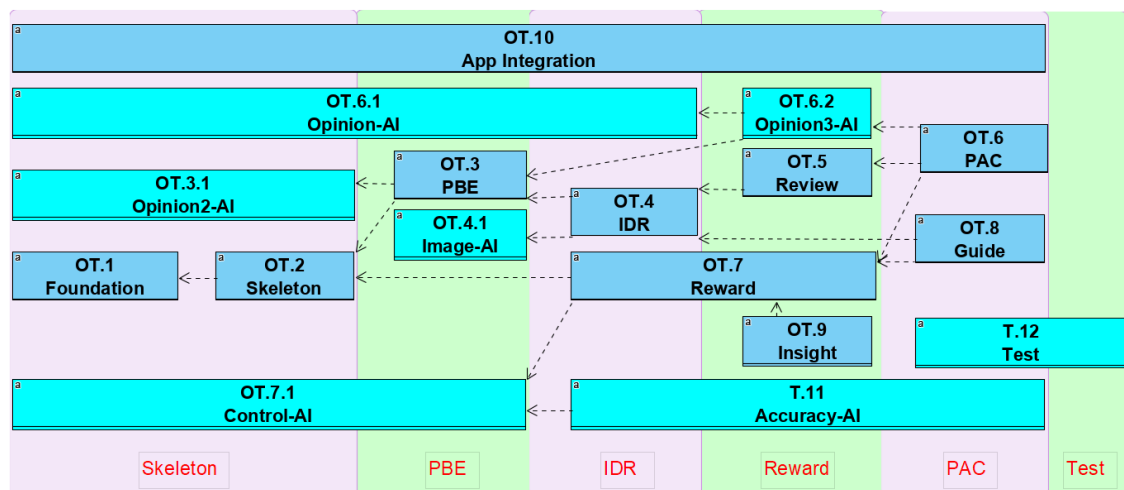 a
OT.10
App Integration
a
OT.6.1
Opinion-AI
a
OT.6.2
Opinion3-AI
a
OT.6
PAC
a
OT.3
PBE
a
OT.5
Review
a
OT.3.1
Opinion2-AI
a
OT.4
IDR
a
OT.4.1
Image-AI
a
OT.8
Guide
a
OT.1
Foundation
a
OT.2
Skeleton
a
OT.7
Reward
a
OT.9
Insight
a
T.12
Test
a
OT.7.1
Control-AI
a
T.11
Accuracy-AI
Skeleton
PBE
IDR
Reward
PAC
Test